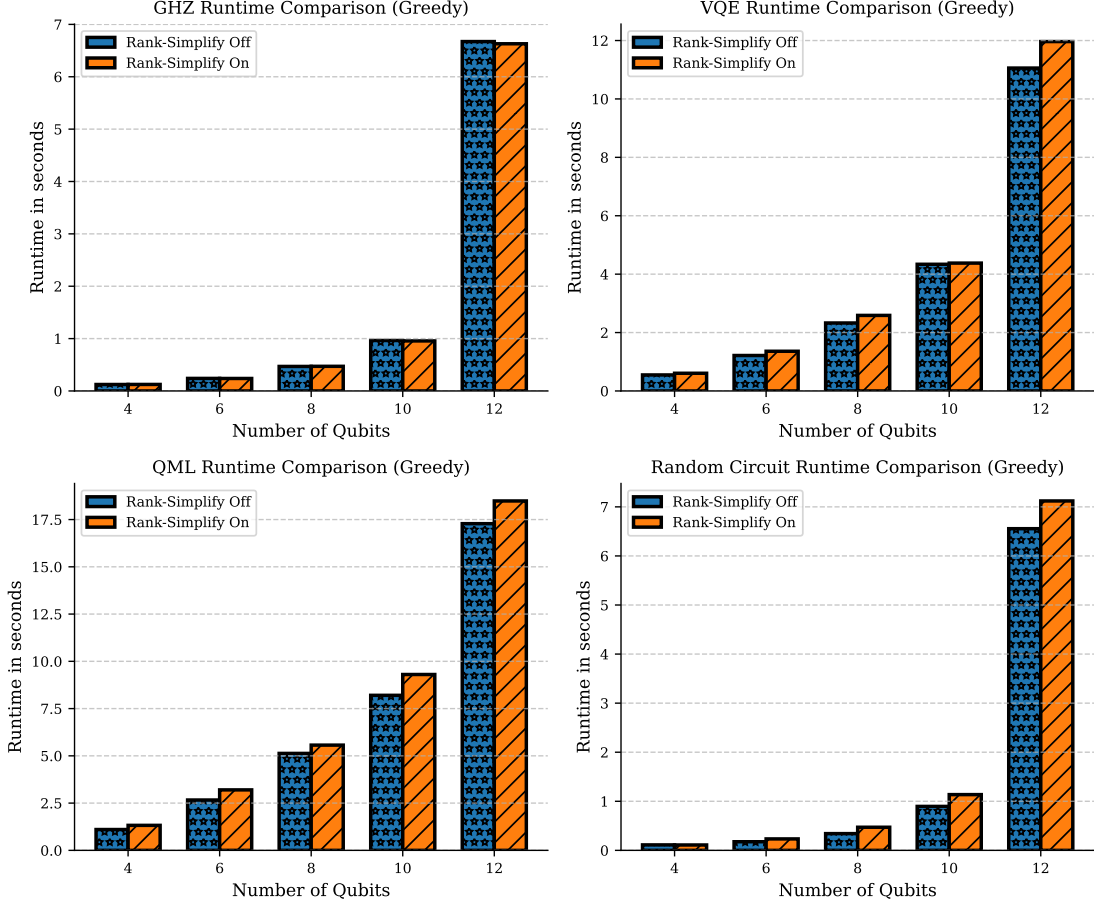 GHZ Runtime Comparison (Greedy)
Rank-Simplify Off
Rank-Simplify On
Runtime in seconds
7
6
5
4
3
2
1
0
4 6 8 10 12
Number of Qubits
VQE Runtime Comparison (Greedy)
Rank-Simplify Off
Rank-Simplify On
Runtime in seconds
12
10
8
6
4
2
0
4 6 8 10 12
Number of Qubits
QML Runtime Comparison (Greedy)
Rank-Simplify Off
Rank-Simplify On
Runtime in seconds
17.5
15.0
12.5
10.0
7.5
5.0
2.5
0.0
4 6 8 10 12
Number of Qubits
Random Circuit Runtime Comparison (Greedy)
Rank-Simplify Off
Rank-Simplify On
Runtime in seconds
7
6
5
4
3
2
1
0
4 6 8 10 12
Number of Qubits